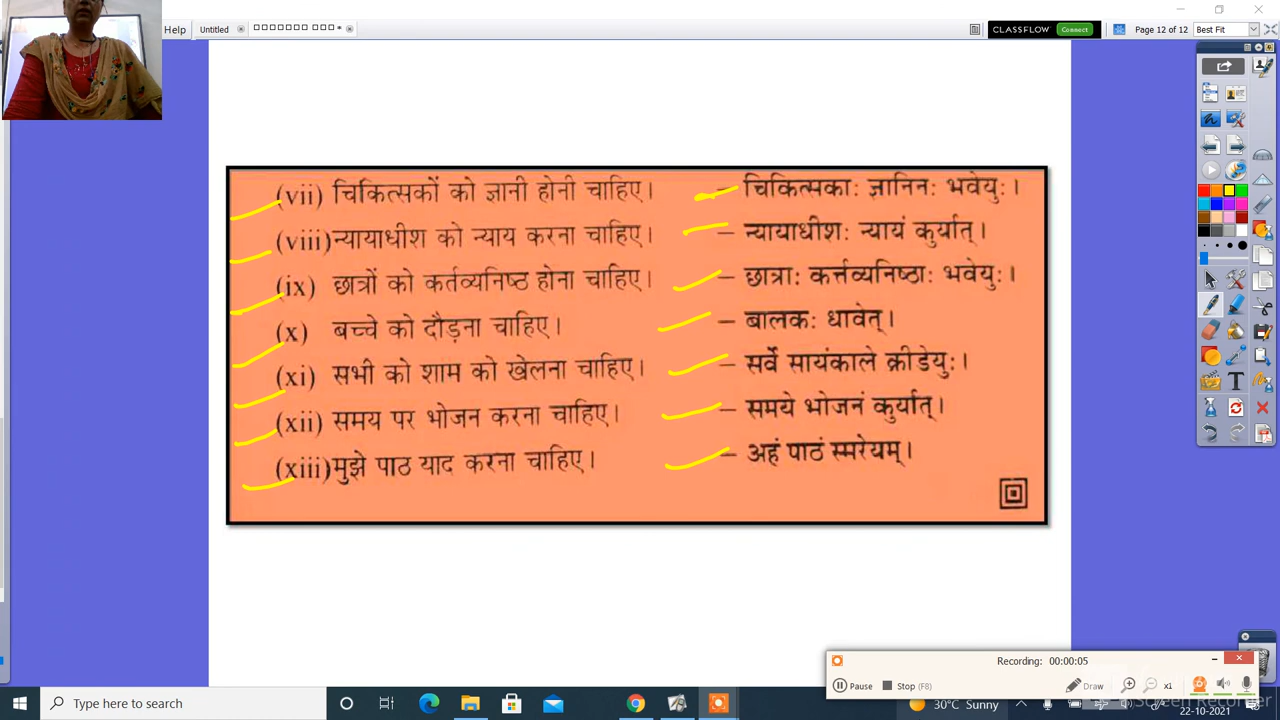 Help Untitled □□□□□□□ □□□*
CLASSFLOW Connect Page 12 of 12 Best Fit
(vii) चिकित्सकों को ज्ञानी होनी चाहिए। – चिकित्सकाः ज्ञानिनः भवेयुः।
(viii) न्यायाधीश को न्याय करना चाहिए। – न्यायाधीशः न्यायं कुर्यात्।
(ix) छात्रों को कर्तव्यनिष्ठ होना चाहिए। – छात्राः कर्त्तव्यनिष्ठाः भवेयुः।
(x) बच्चे को दौड़ना चाहिए। – बालकः धावेत्।
(xi) सभी को शाम को खेलना चाहिए। – सर्वे सायंकाले क्रीडेयुः।
(xii) समय पर भोजन करना चाहिए। – समये भोजनं कुर्यात्।
(xiii) मुझे पाठ याद करना चाहिए। – अहं पाठं स्मरेयम्।
Recording: 00:00:05
Pause Stop (F8) Draw x1
Screen Recorder
Type here to search 30°C Sunny 22-10-2021